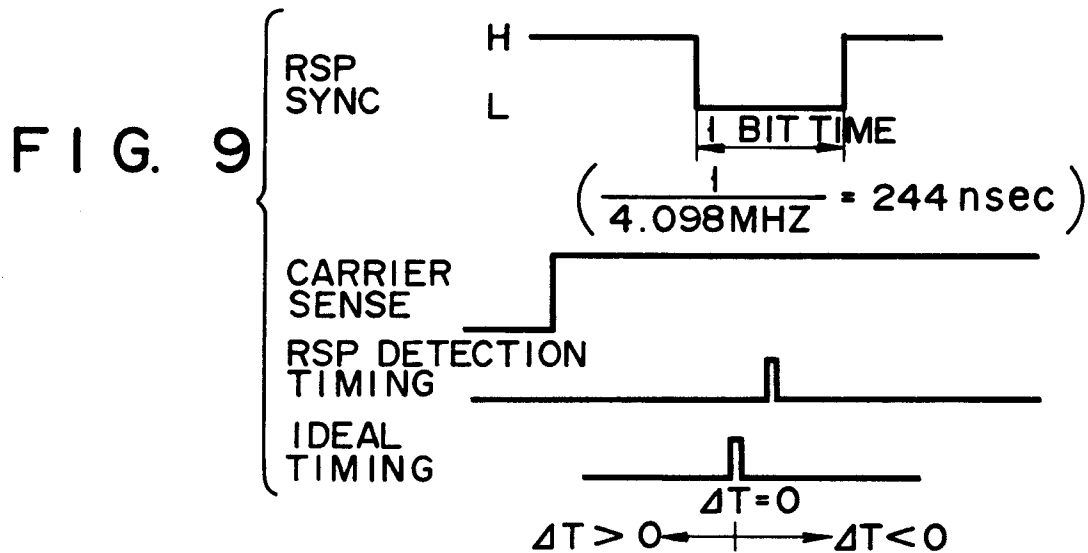 FIG. 9
RSP
SYNC
H
L
1 BIT TIME
( 1 / 4.098MHZ = 244 nsec )
CARRIER
SENSE
RSP DETECTION
TIMING
IDEAL
TIMING
ΔT=0
ΔT>0
ΔT<0